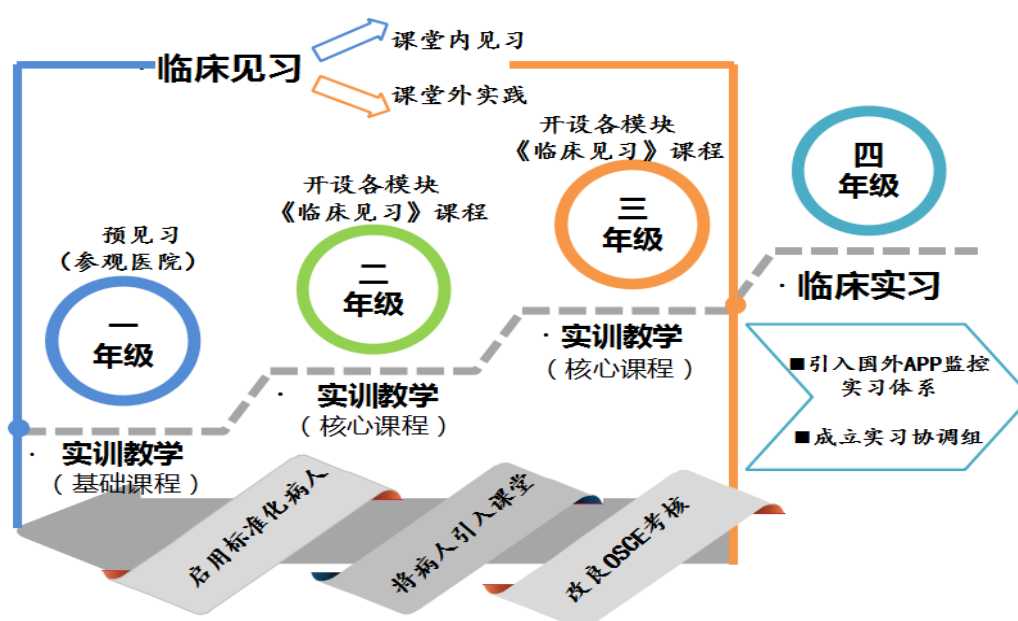 临床见习
课堂内见习
课堂外实践
预见习
（参观医院）
一
年级
· 实训教学
（基础课程）
开设各模块
《临床见习》课程
二
年级
· 实训教学
（核心课程）
开设各模块
《临床见习》课程
三
年级
· 实训教学
（核心课程）
四
年级
· 临床实习
■引入国外APP监控
实习体系
■成立实习协调组
启用标准化病人
将病人引入课堂
改良OSCE考核